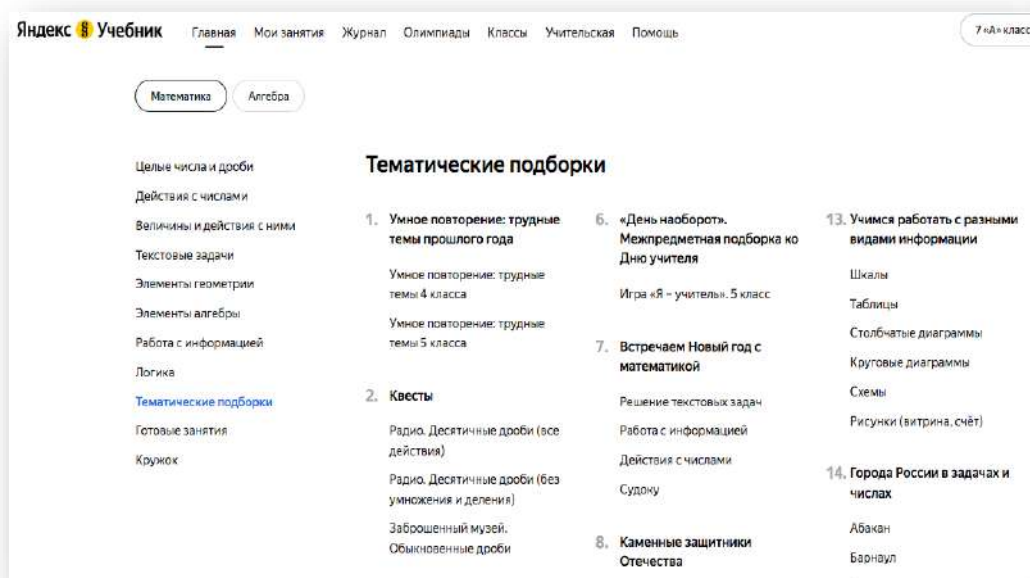 Яндекс Учебник
Главная Мои занятия Журнал Олимпиады Классы Учительская Помощь
7 «А» класс
Математика Алгебра
Целые числа и дроби
Действия с числами
Величины и действия с ними
Текстовые задачи
Элементы геометрии
Элементы алгебры
Работа с информацией
Логика
Тематические подборки
Готовые занятия
Кружок
Тематические подборки
1. Умное повторение: трудные
темы прошлого года
Умное повторение: трудные
темы 4 класса
Умное повторение: трудные
темы 5 класса
2. Квесты
Радио. Десятичные дроби (все
действия)
Радио. Десятичные дроби (без
умножения и деления)
Заброшенный музей.
Обыкновенные дроби
6. «День наоборот».
Межпредметная подборка ко
Дню учителя
Игра «Я – учитель». 5 класс
7. Встречаем Новый год с
математикой
Решение текстовых задач
Работа с информацией
Действия с числами
Судоку
8. Каменные защитники
Отечества
13. Учимся работать с разными
видами информации
Шкалы
Таблицы
Столбчатые диаграммы
Круговые диаграммы
Схемы
Рисунки (витрина, счёт)
14. Города России в задачах и
числах
Абакан
Барнаул